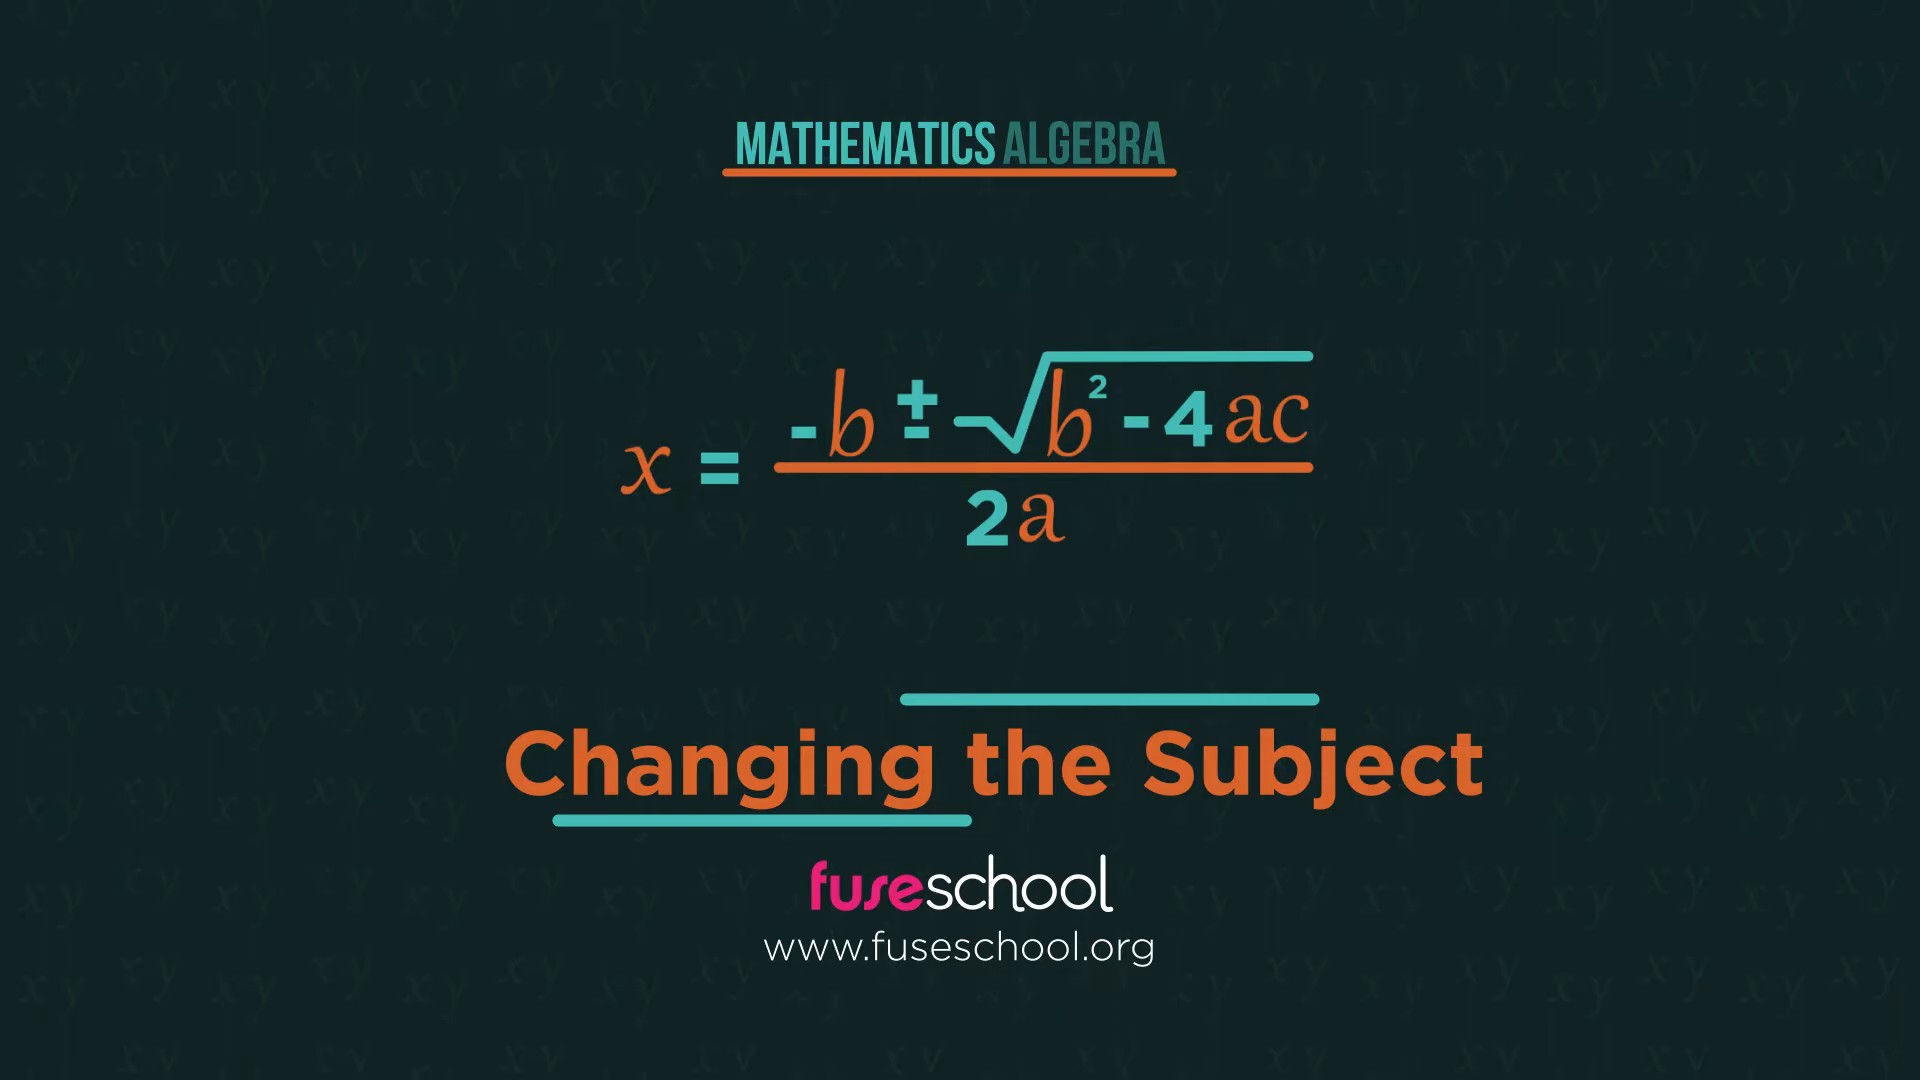 MATHEMATICS ALGEBRA
x = -b ± √b² - 4ac
2a
Changing the Subject
fuseschool
www.fuseschool.org